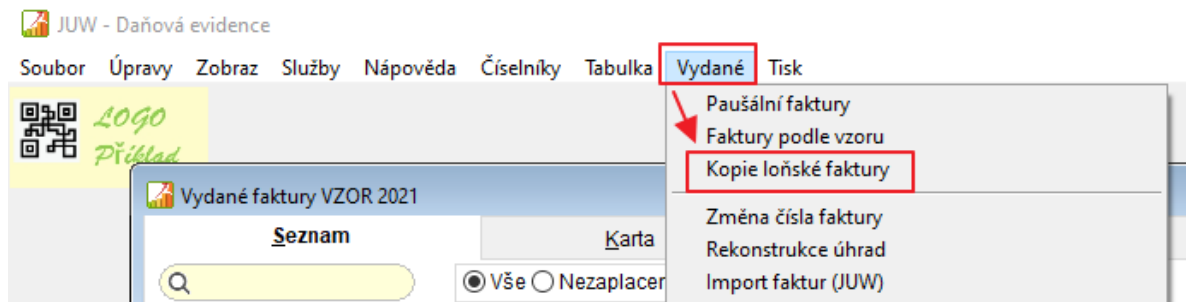 JUW - Daňová evidence
Soubor Úpravy Zobraz Služby Nápověda Číselníky Tabulka Vydané Tisk
LOGO
Příklad
Paušální faktury
Faktury podle vzoru
Kopie loňské faktury
Změna čísla faktury
Rekonstrukce úhrad
Import faktur (JUW)
Vydané faktury VZOR 2021
Seznam Karta
Vše Nezaplacen